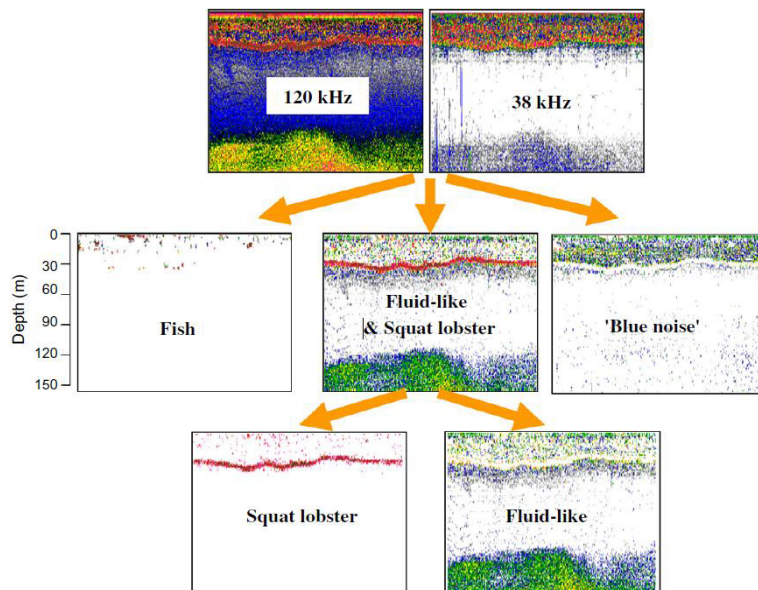 120 kHz
38 kHz
Depth (m)
0
30
60
90
120
150
Fish
Fluid-like
& Squat lobster
'Blue noise'
Squat lobster
Fluid-like